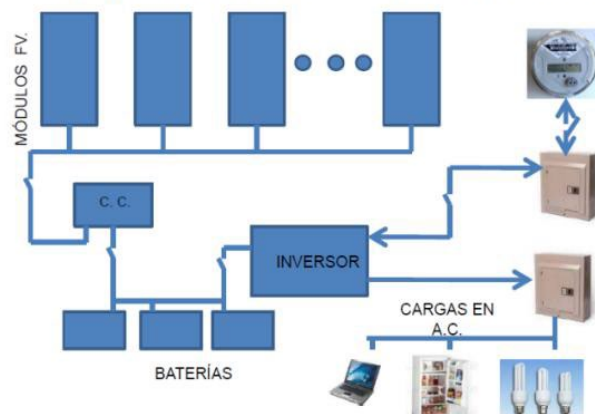 MÓDULOS FV.
C. C.
INVERSOR
CARGAS EN
A.C.
BATERÍAS